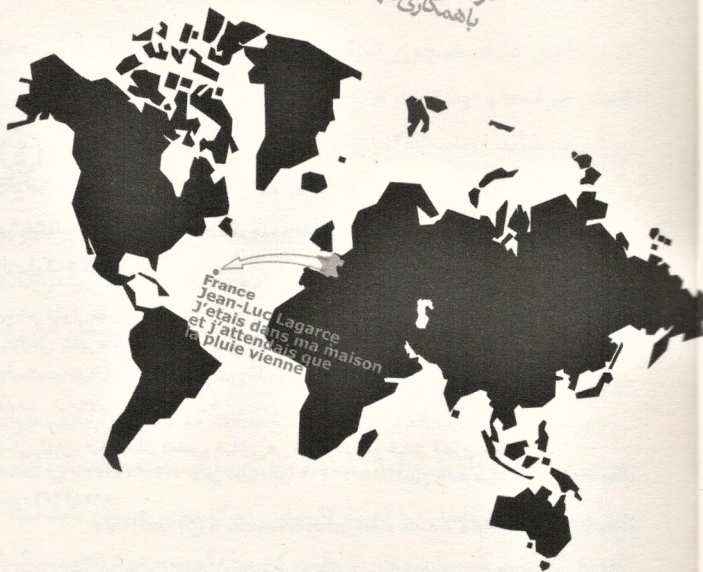 باهمکاری
France
Jean-Luc Lagarce
J'etais dans ma maison
et j'attendais que
la pluie vienne